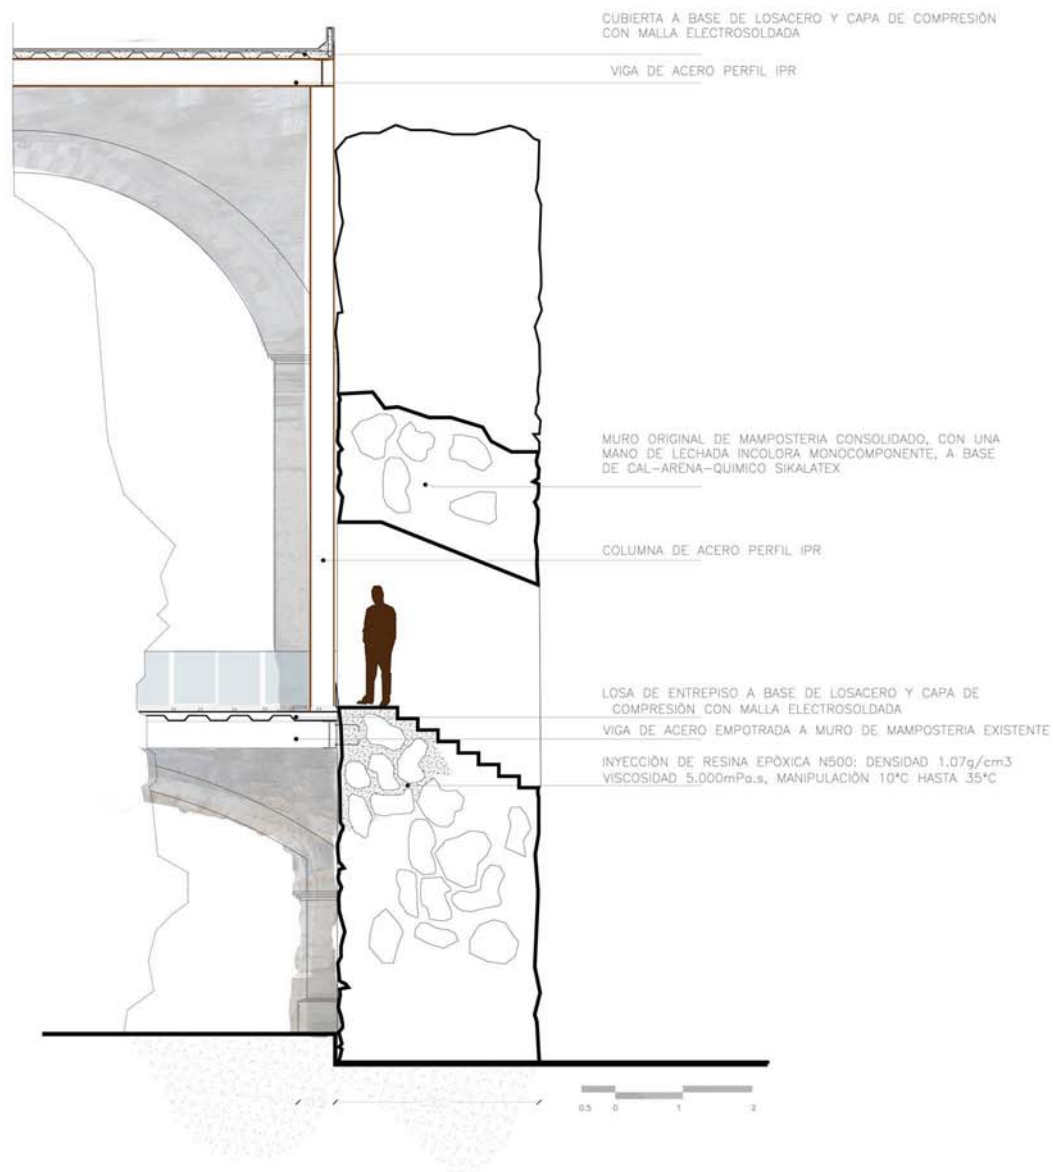 CUBIERTA A BASE DE LOSACERO Y CAPA DE COMPRESIÓN
CON MALLA ELECTROSOLDADA
VIGA DE ACERO PERFIL IPR
MURO ORIGINAL DE MAMPOSTERIA CONSOLIDADO, CON UNA
MANO DE LECHADA INCOLORA MONOCOMPONENTE, A BASE
DE CAL-ARENA-QUIMICO SIKALATEX
COLUMNA DE ACERO PERFIL IPR
LOSA DE ENTREPISO A BASE DE LOSACERO Y CAPA DE
COMPRESIÓN CON MALLA ELECTROSOLDADA
VIGA DE ACERO EMPOTRADA A MURO DE MAMPOSTERIA EXISTENTE
INYECCIÓN DE RESINA EPÓXICA N500: DENSIDAD 1.07g/cm3
VISCOSIDAD 5.000mPa.s, MANIPULACIÓN 10°C HASTA 35°C
0.5 0 1 2